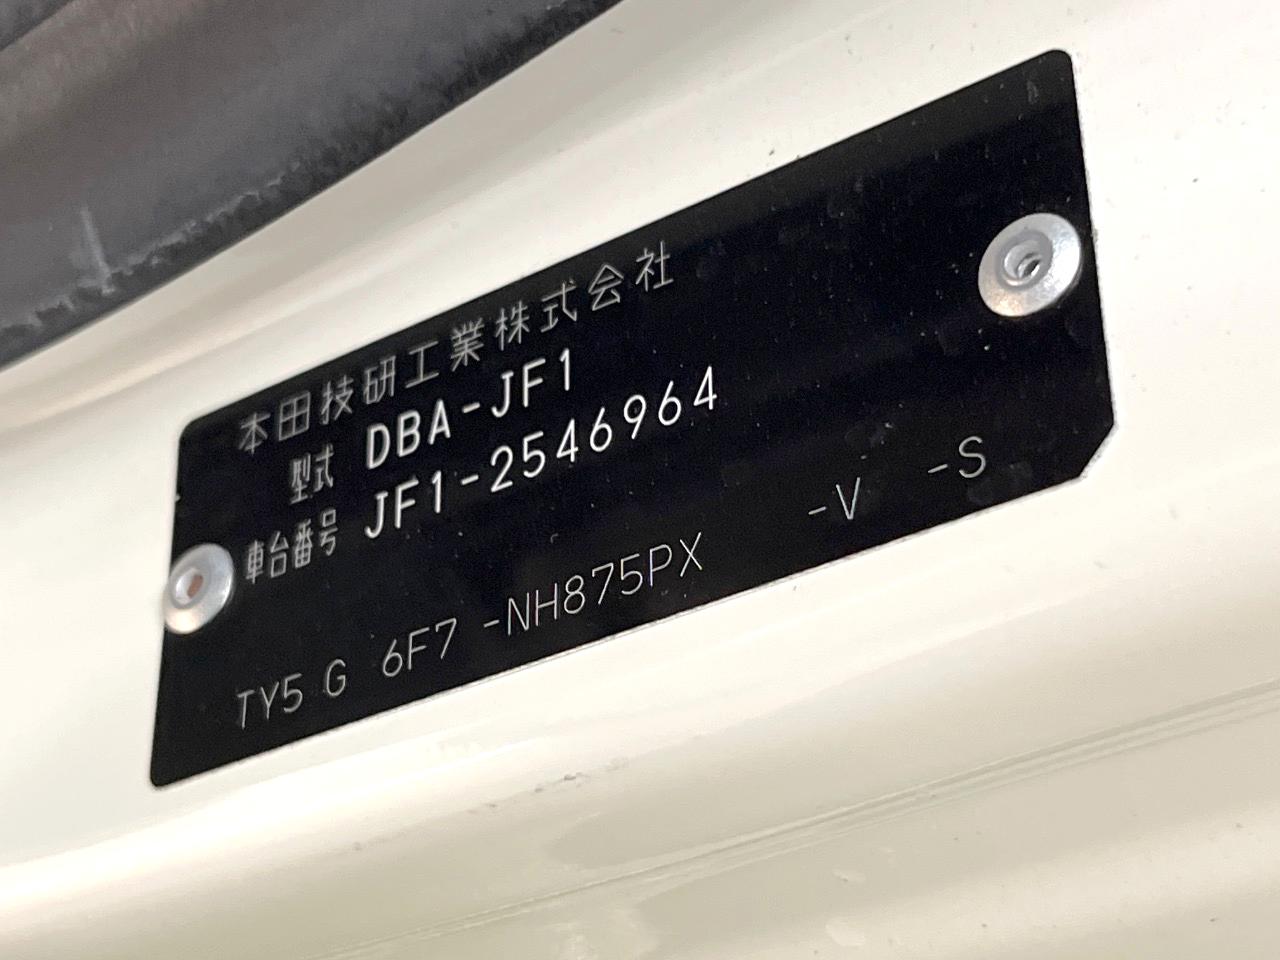 本田技研工業株式会社
型式 DBA-JF1
車台番号 JF1-2546964
TY5 G 6F7 -NH875PX -V -S